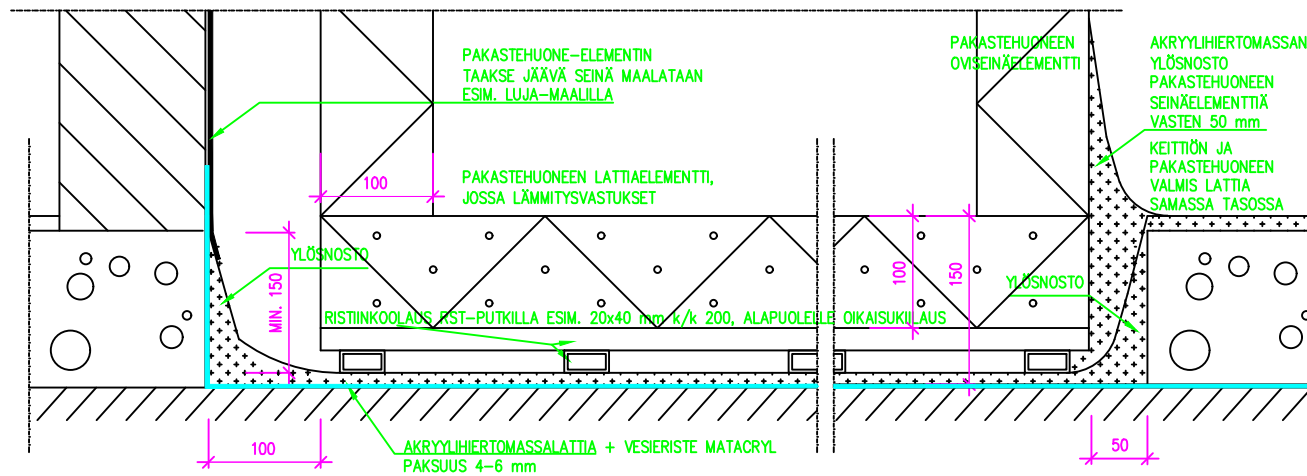 PAKASTEHUONE-ELEMENTIN
TAAKSE JÄÄVÄ SEINÄ MAALATAAN
ESIM. LUJA-MAALILLA
PAKASTEHUONEEN
OVISEINÄELEMENTTI
AKRYYLIHIERTOMASSAN
YLÖSNOSTO
PAKASTEHUONEEN
SEINÄELEMENTTIÄ
VASTEN 50 mm
KEITTIÖN JA
PAKASTEHUONEEN
VALMIS LATTIA
SAMASSA TASOSSA
100
PAKASTEHUONEEN LATTIAELEMENTTI,
JOSSA LÄMMITYSVASTUKSET
YLÖSNOSTO
MIN. 150
100
150
YLÖSNOSTO
RISTIINKOOLAUS RST-PUTKILLA ESIM. 20x40 mm k/k 200, ALAPUOLELLE OIKAISUKIILAUS
100
AKRYYLIHIERTOMASSALATTIA + VESIERISTE MATACRYL
PAKSUUS 4-6 mm
50